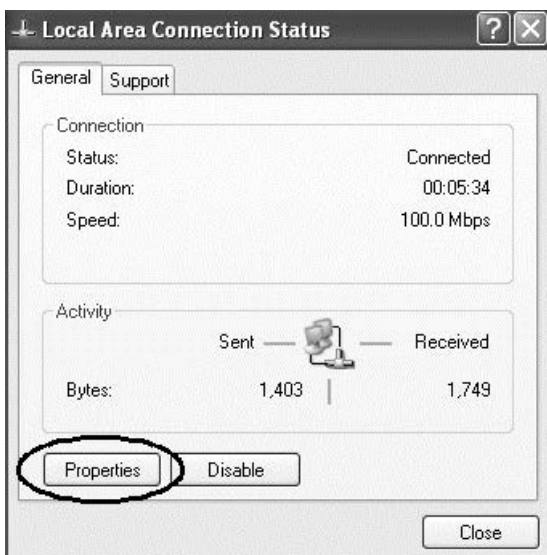 Local Area Connection Status
General Support
Connection
Status: Connected
Duration: 00:05:34
Speed: 100.0 Mbps
Activity
Sent Received
Bytes: 1,403 1,749
Properties Disable
Close